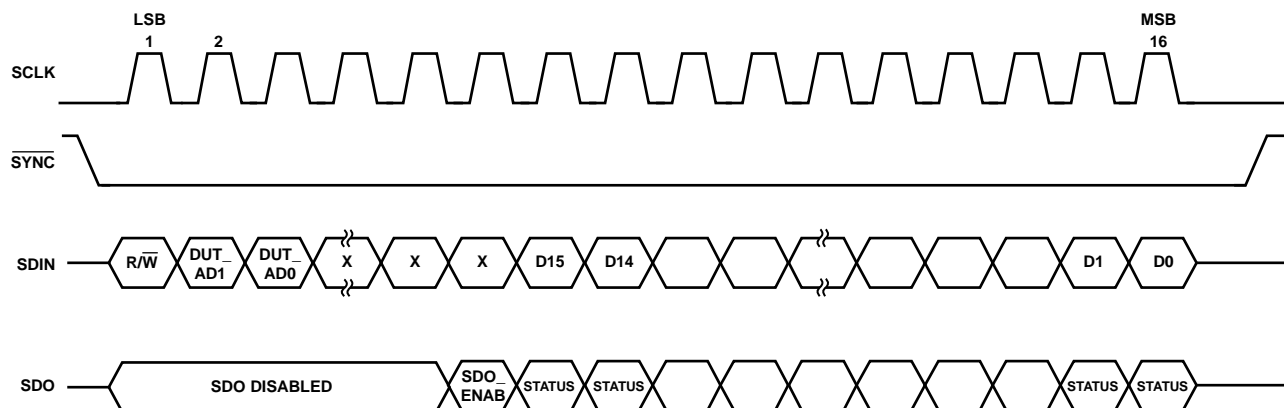 LSB MSB
1 2 16
SCLK
SYNC
SDIN R/W DUT_ AD1 DUT_ AD0 X X X D15 D14 D1 D0
SDO SDO DISABLED SDO_ ENAB STATUS STATUS STATUS STATUS